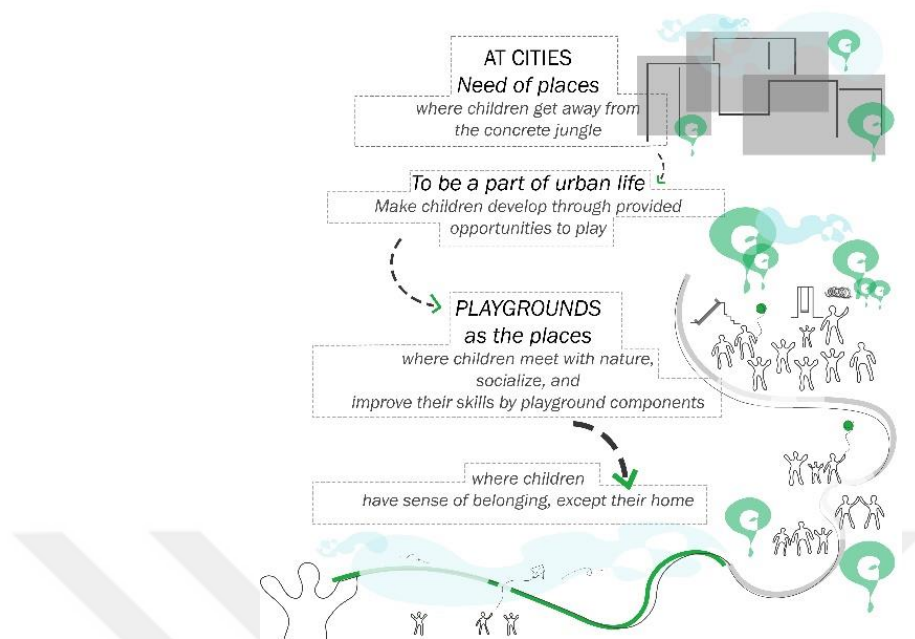 AT CITIES
Need of places
where children get away from
the concrete jungle
To be a part of urban life
Make children develop through provided
opportunities to play
PLAYGROUNDS
as the places
where children meet with nature,
socialize, and
improve their skills by playground components
where children
have sense of belonging, except their home